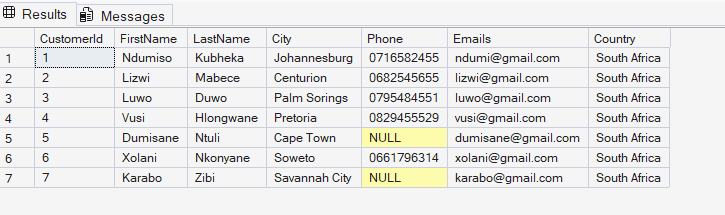 Results Messages
CustomerId FirstName LastName City Phone Emails Country
1 1 Ndumiso Kubheka Johannesburg 0716582455 ndumi@gmail.com South Africa
2 2 Lizwi Mabece Centurion 0682545655 lizwi@gmail.com South Africa
3 3 Luwo Duwo Palm Sorings 0795484551 luwo@gmail.com South Africa
4 4 Vusi Hlongwane Pretoria 0829455529 vusi@gmail.com South Africa
5 5 Dumisane Ntuli Cape Town NULL dumisane@gmail.com South Africa
6 6 Xolani Nkonyane Soweto 0661796314 xolani@gmail.com South Africa
7 7 Karabo Zibi Savannah City NULL karabo@gmail.com South Africa